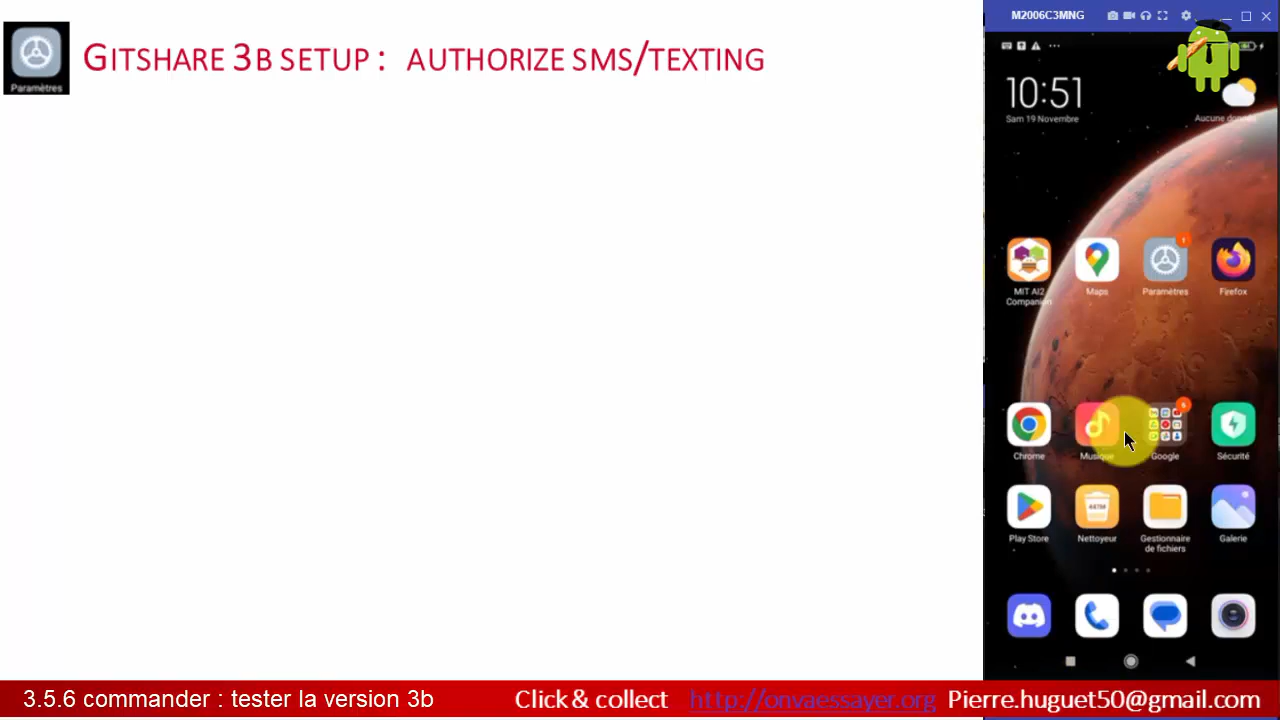 Paramètres
GITSHARE 3B SETUP : AUTHORIZE SMS/TEXTING
M2006C3MNG
10:51
Sam 19 Novembre
MIT AI2
Companion
Maps
1
Paramètres
Firefox
Chrome
Musique
Google
Sécurité
Play Store
Nettoyeur
Gestionnaire
de fichiers
Galerie
3.5.6 commander : tester la version 3b
Click & collect
http://onvaessayer.org
Pierre.huguet50@gmail.com